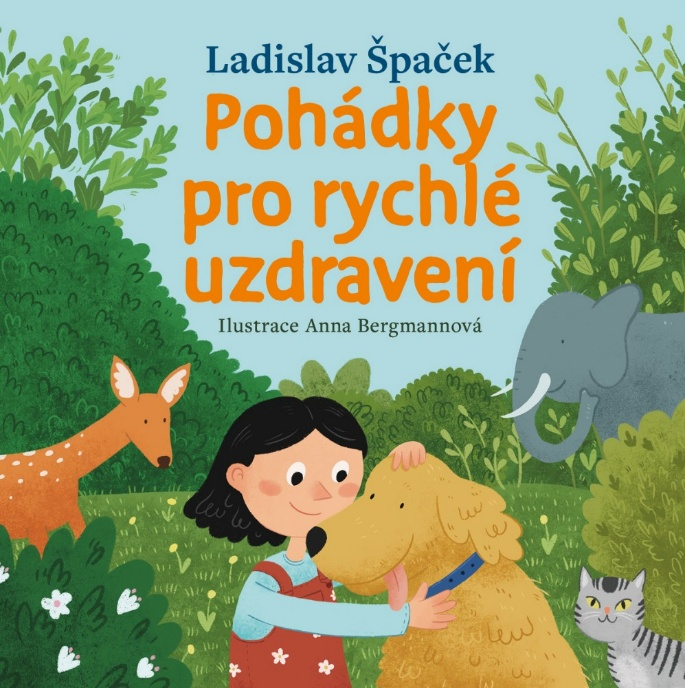 Ladislav Špaček
Pohádky
pro rychlé
uzdravení
Ilustrace Anna Bergmannová